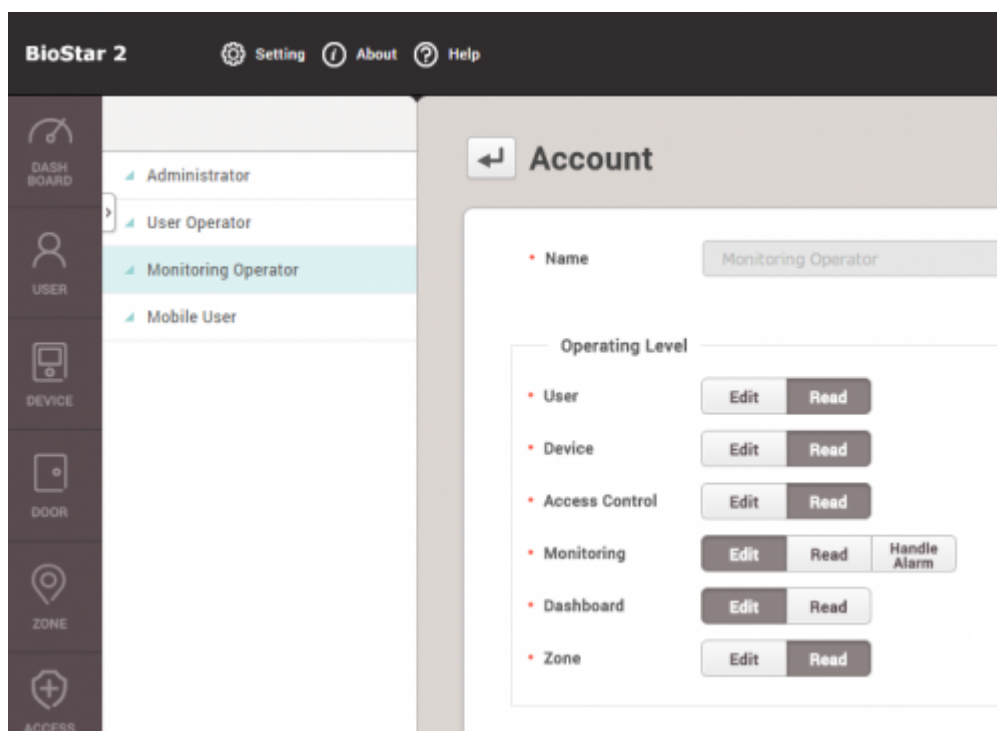 BioStar 2 Setting About Help
DASH
BOARD
USER
DEVICE
DOOR
ZONE
ACCESS
Administrator
User Operator
Monitoring Operator
Mobile User
Account
Name Monitoring Operator
Operating Level
User Edit Read
Device Edit Read
Access Control Edit Read
Monitoring Edit Read Handle Alarm
Dashboard Edit Read
Zone Edit Read